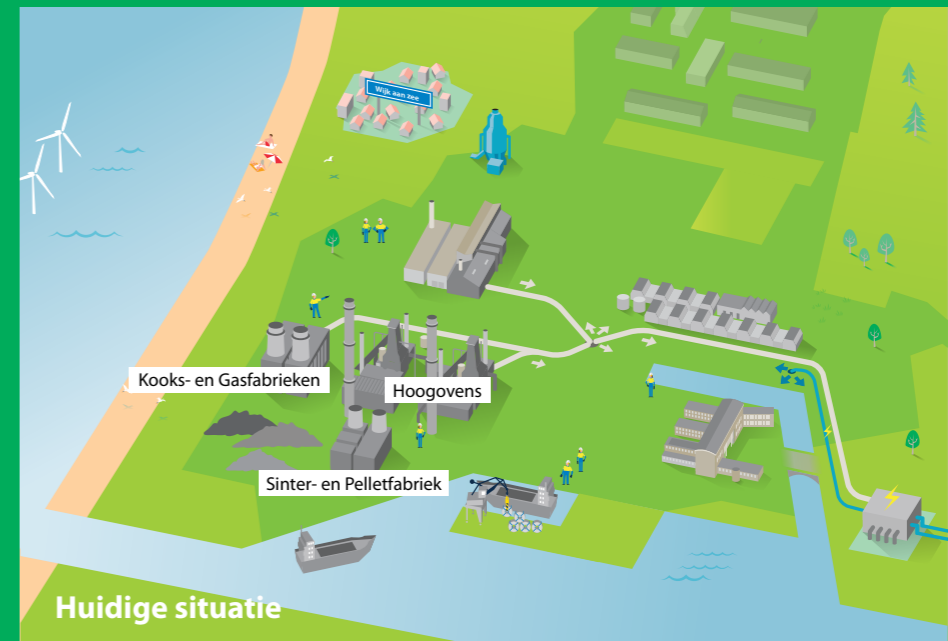 Wijk aan zee
Kooks- en Gasfabrieken
Hoogovens
Sinter- en Pelletfabriek
Huidige situatie